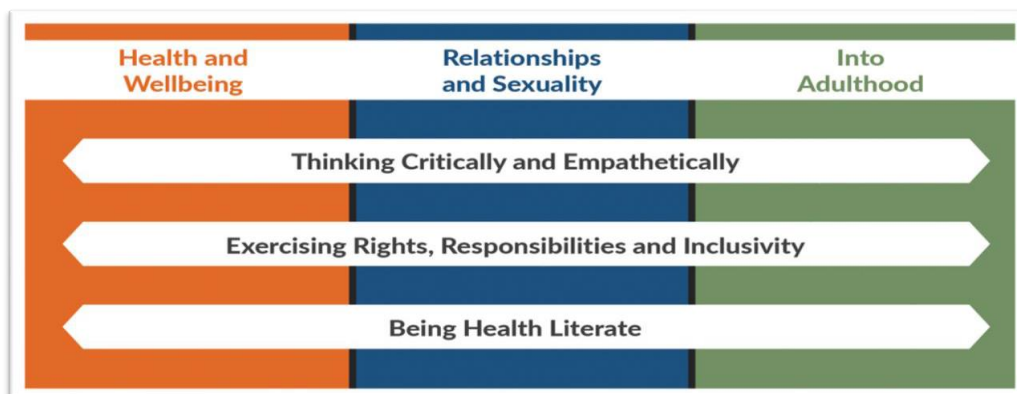 Health and
Wellbeing
Relationships
and Sexuality
Into
Adulthood
Thinking Critically and Empathetically
Exercising Rights, Responsibilities and Inclusivity
Being Health Literate